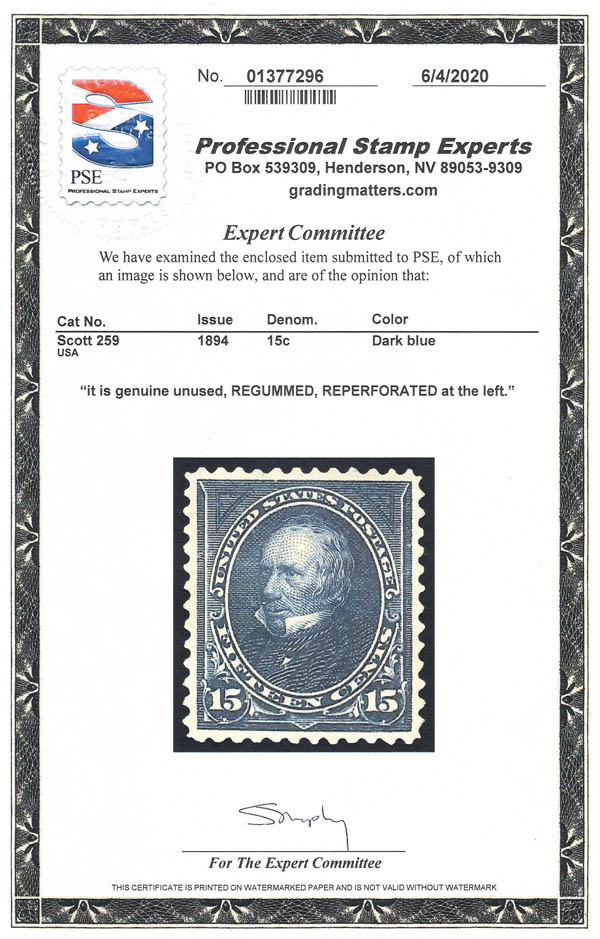 No. 01377296
6/4/2020
PSE
PROFESSIONAL STAMP EXPERTS
Professional Stamp Experts
PO Box 539309, Henderson, NV 89053-9309
gradingmatters.com
Expert Committee
We have examined the enclosed item submitted to PSE, of which
an image is shown below, and are of the opinion that:
Cat No. Issue Denom. Color
Scott 259 1894 15c Dark blue
USA
“it is genuine unused, REGUMMED, REPERFORATED at the left.”
UNITED STATES POSTAGE
FIFTEEN CENTS
15 15
For The Expert Committee
THIS CERTIFICATE IS PRINTED ON WATERMARKED PAPER AND IS NOT VALID WITHOUT WATERMARK